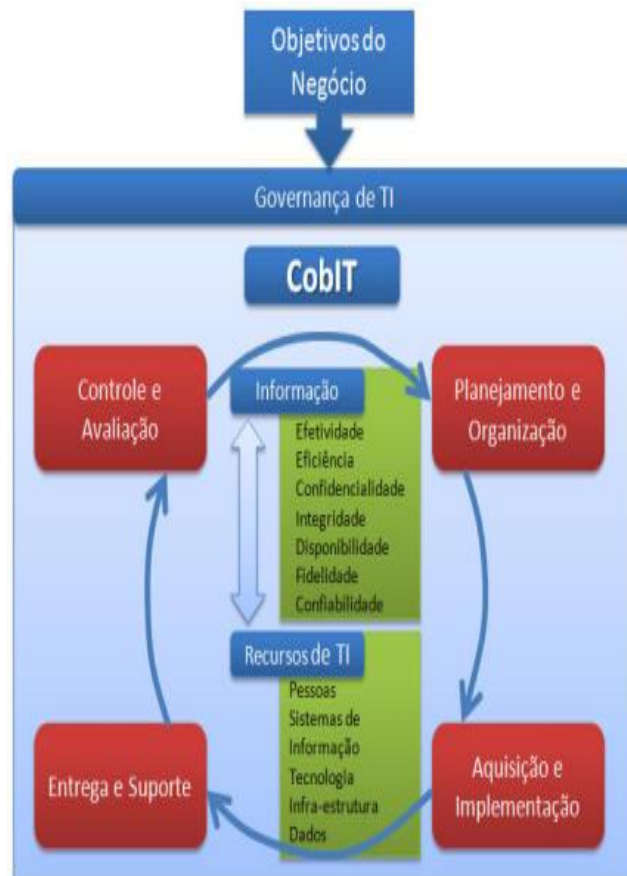 Objetivos do
Negócio
Governança de TI
CobIT
Controle e
Avaliação
Informação
Efetividade
Eficiência
Confidencialidade
Integridade
Disponibilidade
Fidelidade
Confiabilidade
Planejamento e
Organização
Recursos de TI
Pessoas
Sistemas de
Informação
Tecnologia
Infra-estrutura
Dados
Entrega e Suporte
Aquisição e
Implementação